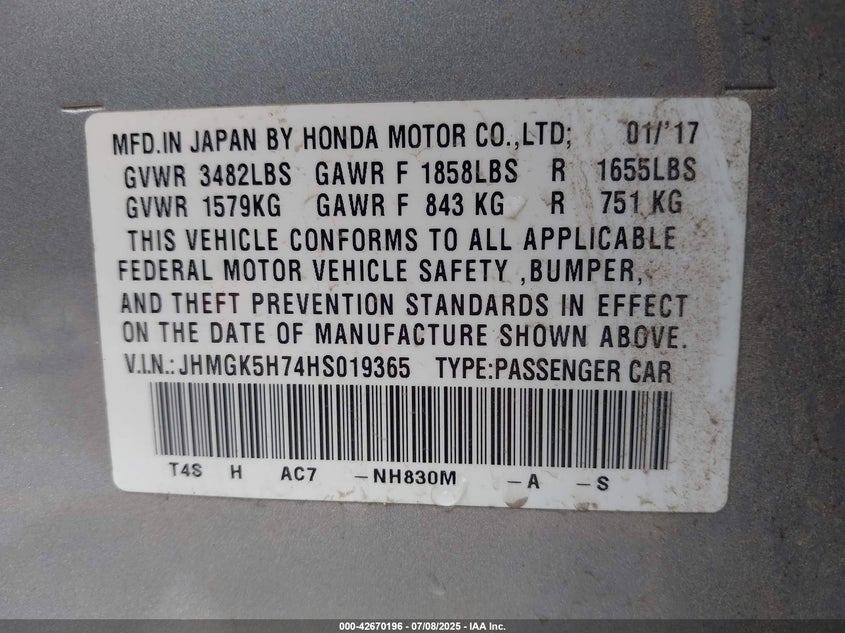 MFD.IN JAPAN BY HONDA MOTOR CO.,LTD; 01/'17
GVWR 3482LBS GAWR F 1858LBS R 1655LBS
GVWR 1579KG GAWR F 843 KG R 751 KG
THIS VEHICLE CONFORMS TO ALL APPLICABLE
FEDERAL MOTOR VEHICLE SAFETY ,BUMPER,
AND THEFT PREVENTION STANDARDS IN EFFECT
ON THE DATE OF MANUFACTURE SHOWN ABOVE.
V.I.N.: JHMGK5H74HS019365 TYPE:PASSENGER CAR
T4S H AC7 –NH830M –A –S
000-42670196 - 07/08/2025 - IAA Inc.